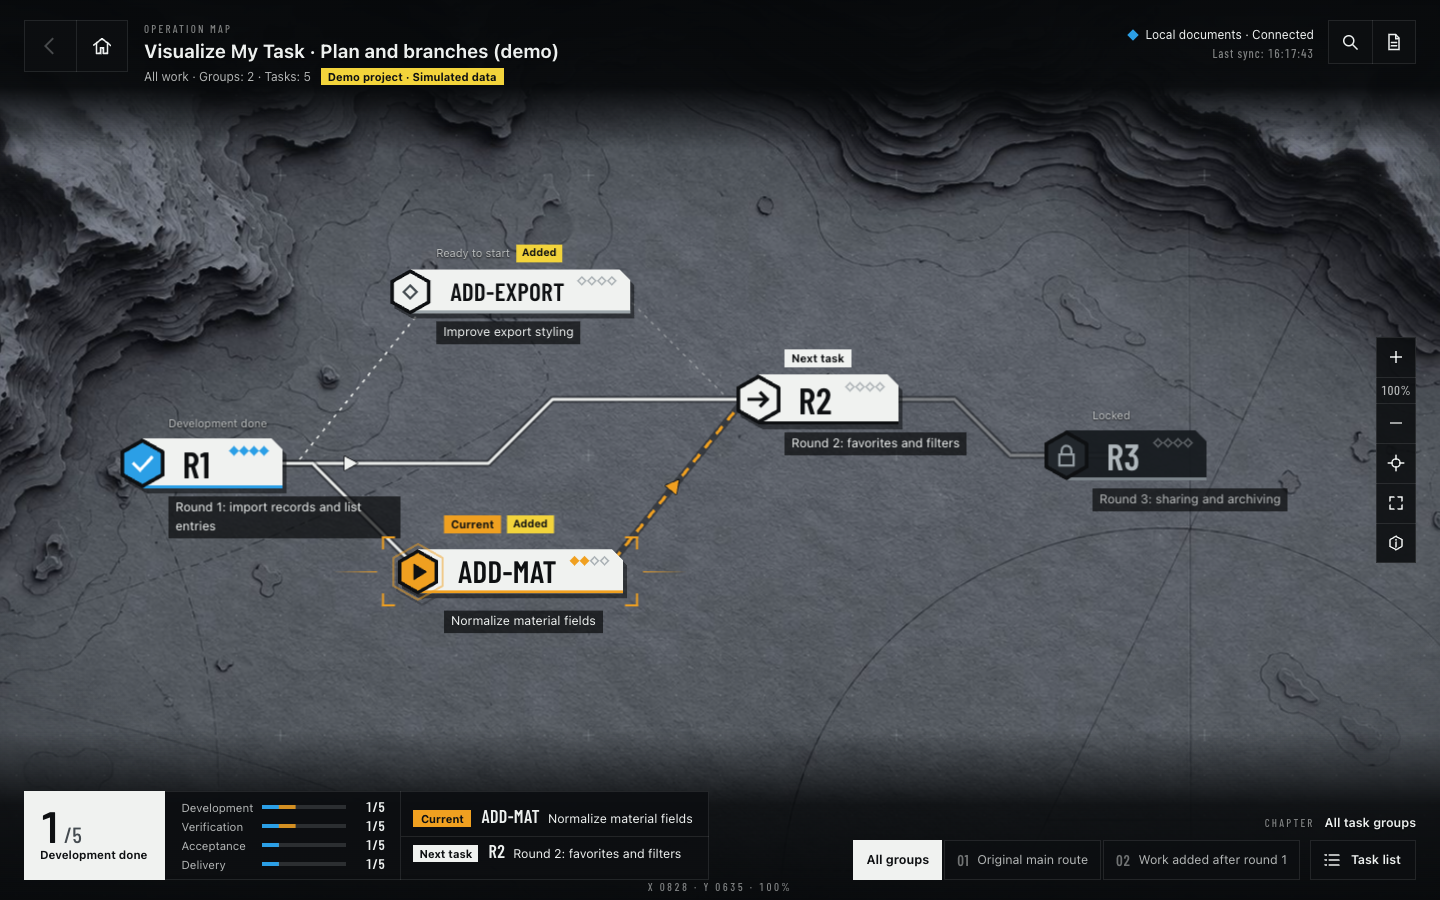 OPERATION MAP
Visualize My Task · Plan and branches (demo)
All work · Groups: 2 · Tasks: 5 Demo project · Simulated data
Local documents · Connected
Last sync: 16:17:43
Ready to start Added
ADD-EXPORT
Improve export styling
Next task
R2
Round 2: favorites and filters
100%
Locked
R3
Round 3: sharing and archiving
Development done
R1
Round 1: import records and list
entries
Current Added
ADD-MAT
Normalize material fields
1/5
Development done
Development 1/5
Verification 1/5
Acceptance 1/5
Delivery 1/5
Current ADD-MAT Normalize material fields
Next task R2 Round 2: favorites and filters
CHAPTER All task groups
All groups 01 Original main route 02 Work added after round 1 Task list
X 0828 · Y 0635 · 100%